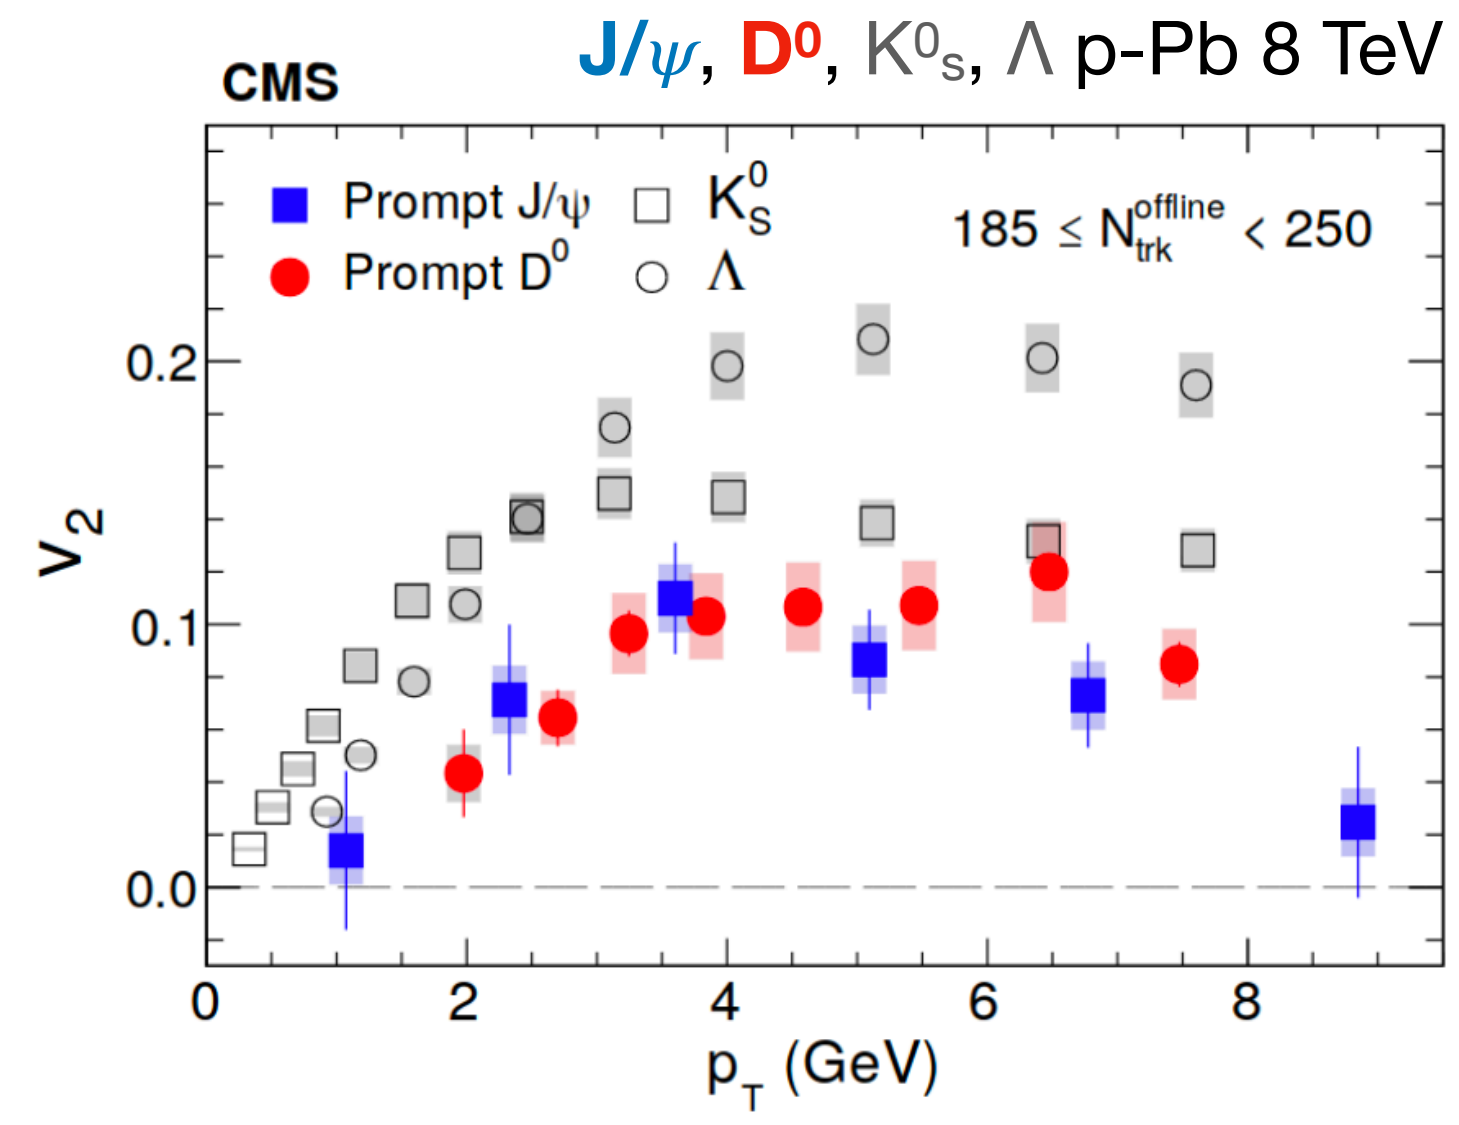 J/ψ, D⁰, K⁰ₛ, Λ p-Pb 8 TeV
CMS
Prompt J/ψ
K⁰_S
185 ≤ N^offline_trk < 250
Prompt D⁰
Λ
0.2
0.1
0.0
v₂
0 2 4 6 8
p_T (GeV)